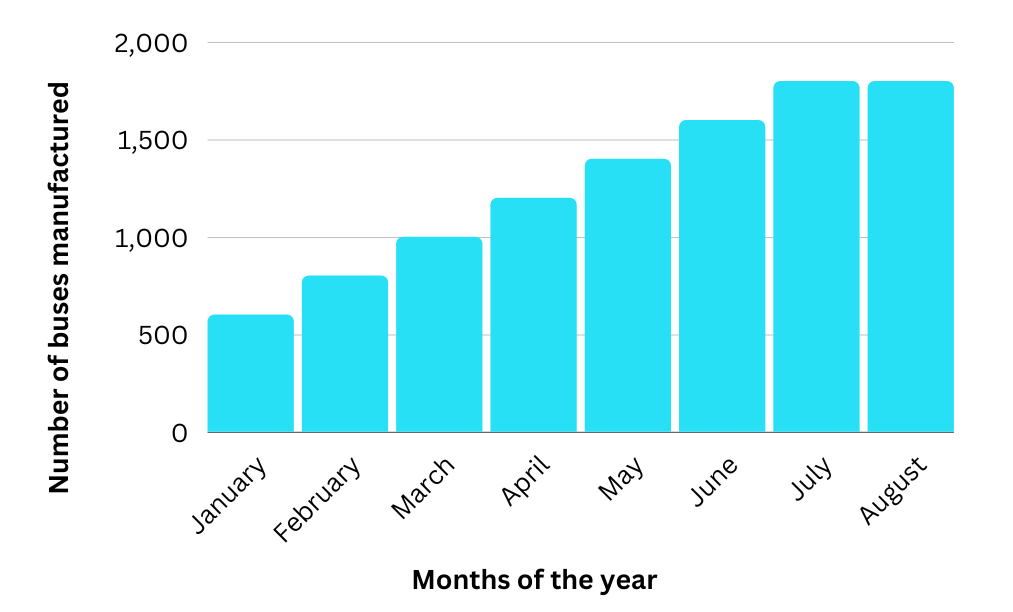 Number of buses manufactured
2,000
1,500
1,000
500
0
January
February
March
April
May
June
July
August
Months of the year